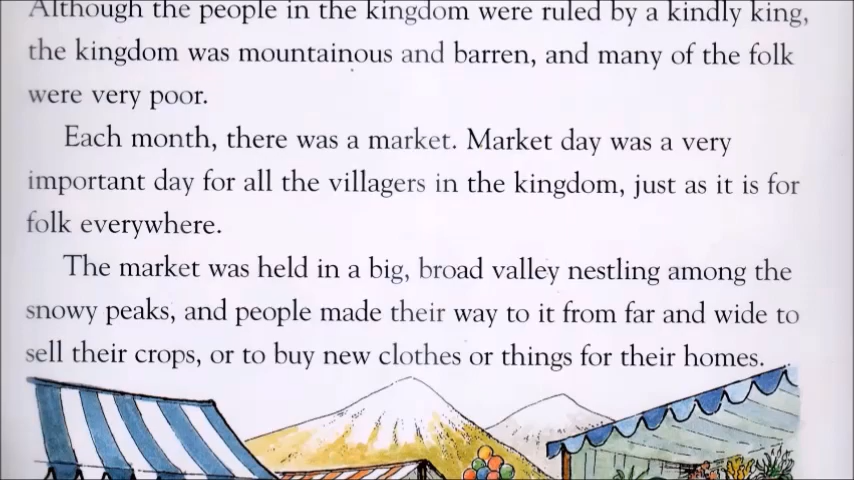 Although the people in the kingdom were ruled by a kindly king,
the kingdom was mountainous and barren, and many of the folk
were very poor.
Each month, there was a market. Market day was a very
important day for all the villagers in the kingdom, just as it is for
folk everywhere.
The market was held in a big, broad valley nestling among the
snowy peaks, and people made their way to it from far and wide to
sell their crops, or to buy new clothes or things for their homes.